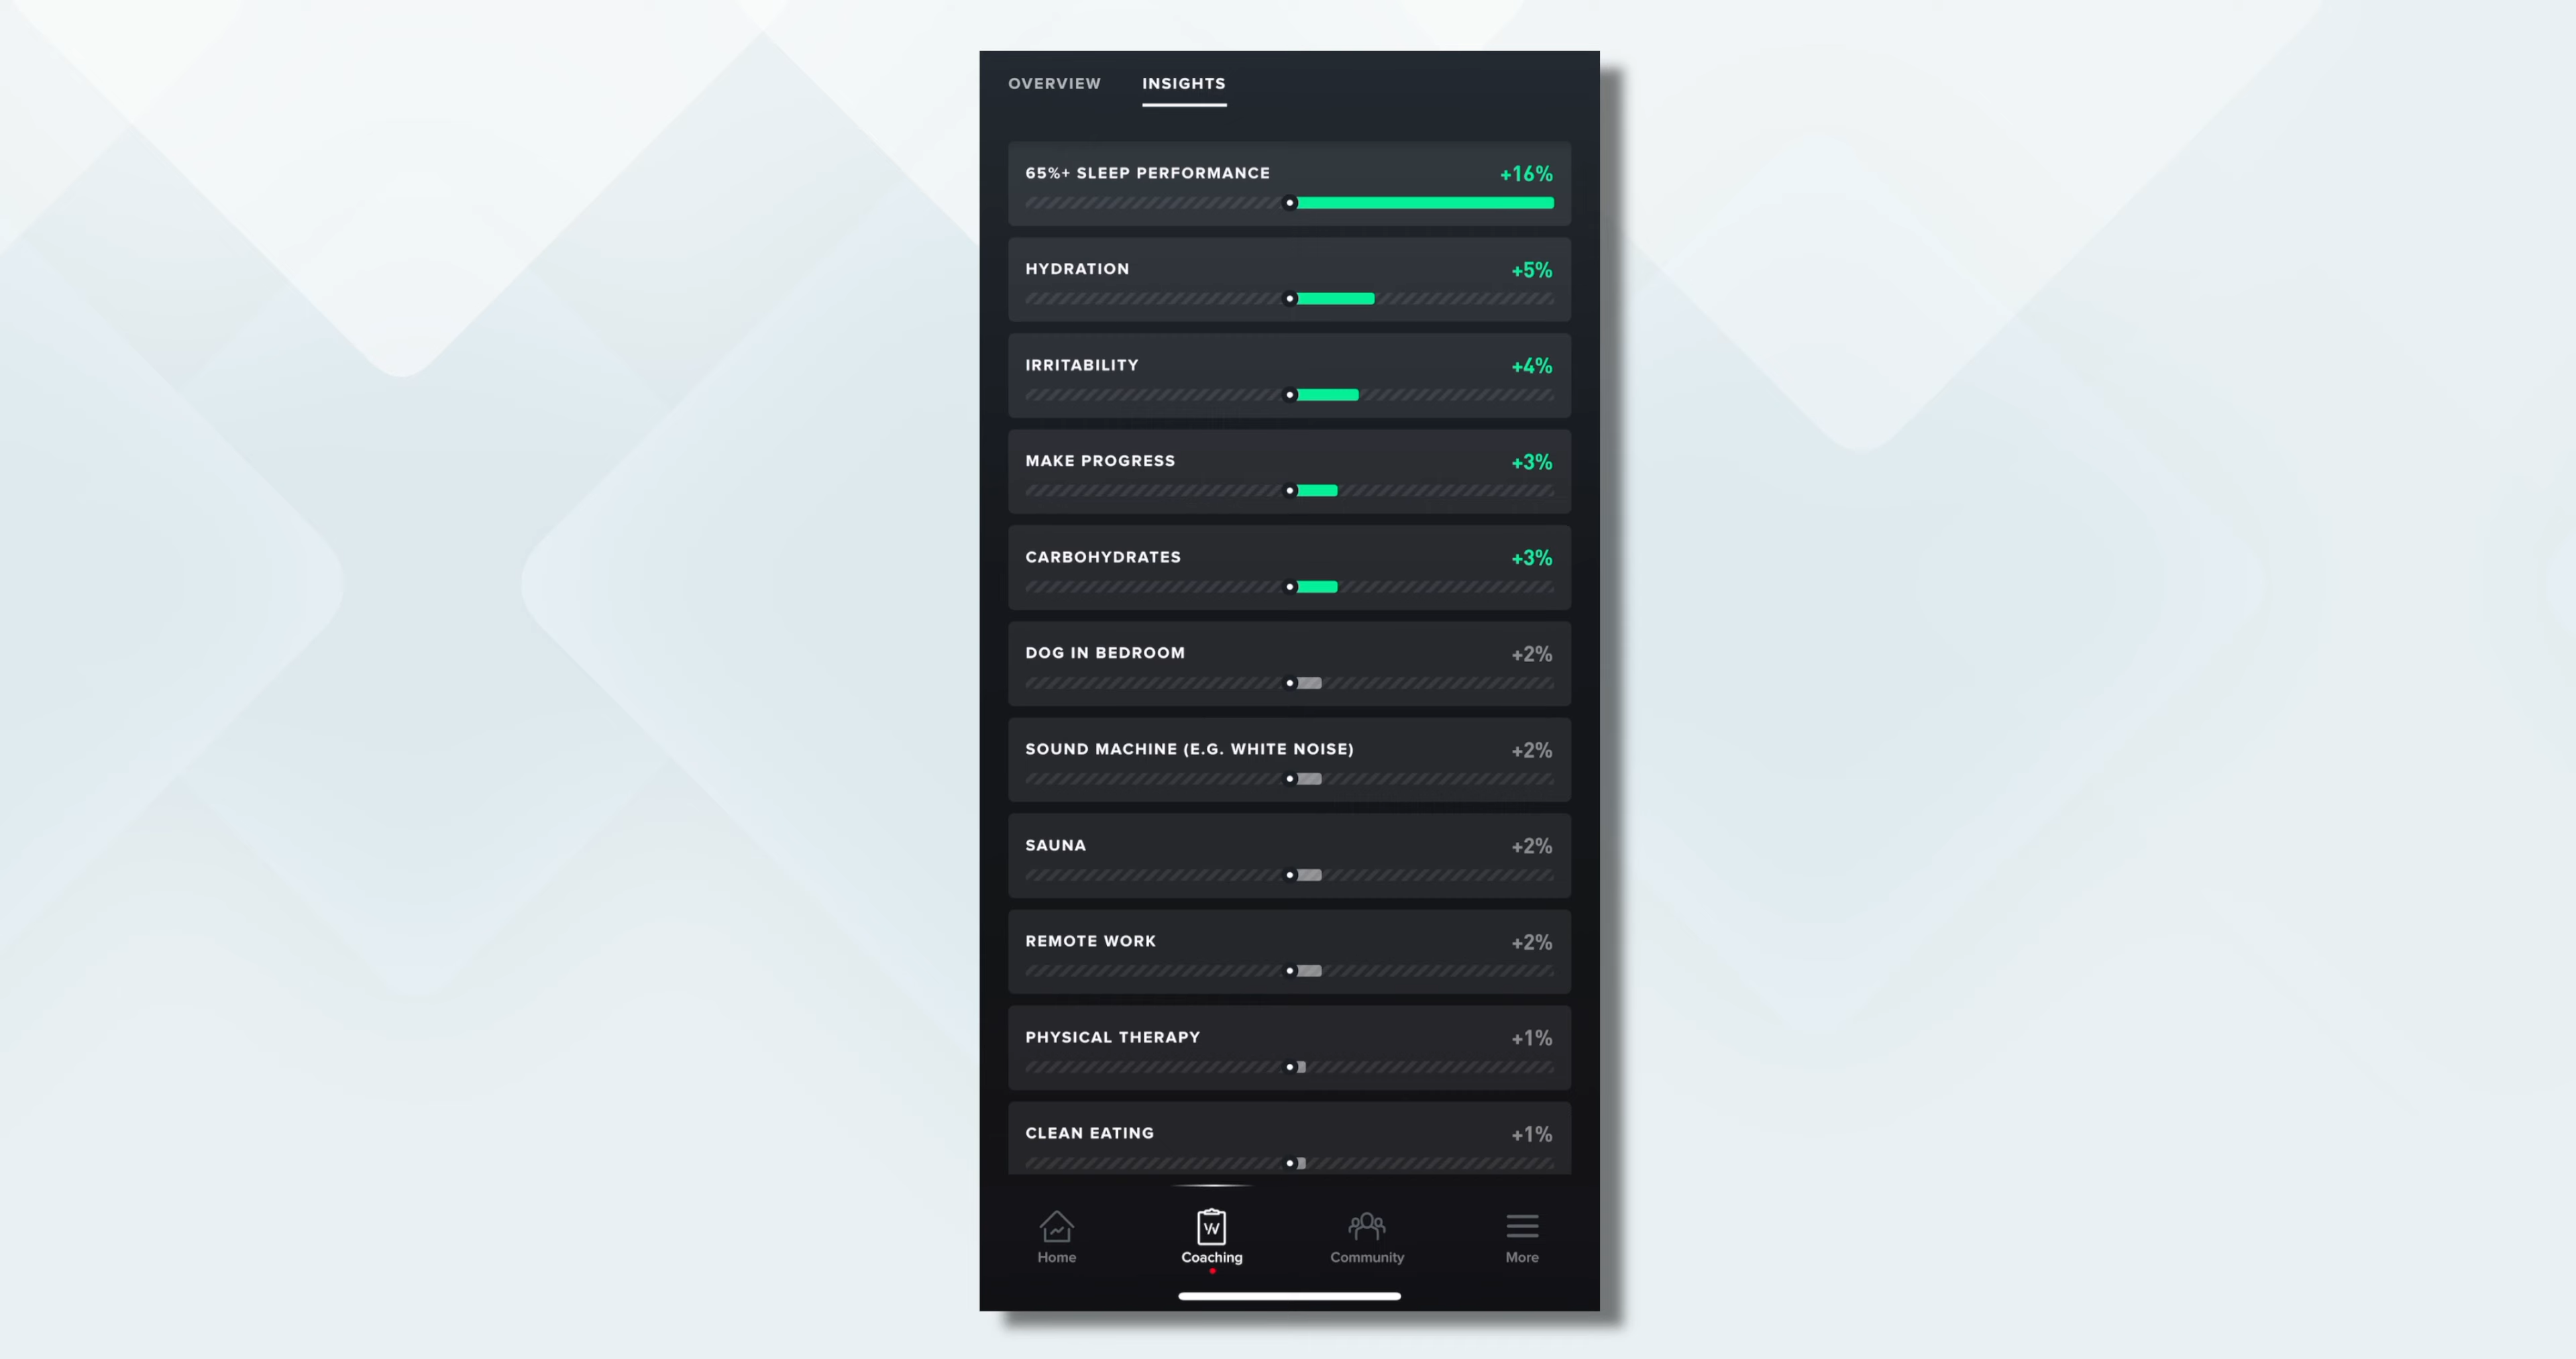 OVERVIEW INSIGHTS
65%+ SLEEP PERFORMANCE +16%
HYDRATION +5%
IRRITABILITY +4%
MAKE PROGRESS +3%
CARBOHYDRATES +3%
DOG IN BEDROOM +2%
SOUND MACHINE (E.G. WHITE NOISE) +2%
SAUNA +2%
REMOTE WORK +2%
PHYSICAL THERAPY +1%
CLEAN EATING +1%
Home Coaching Community More